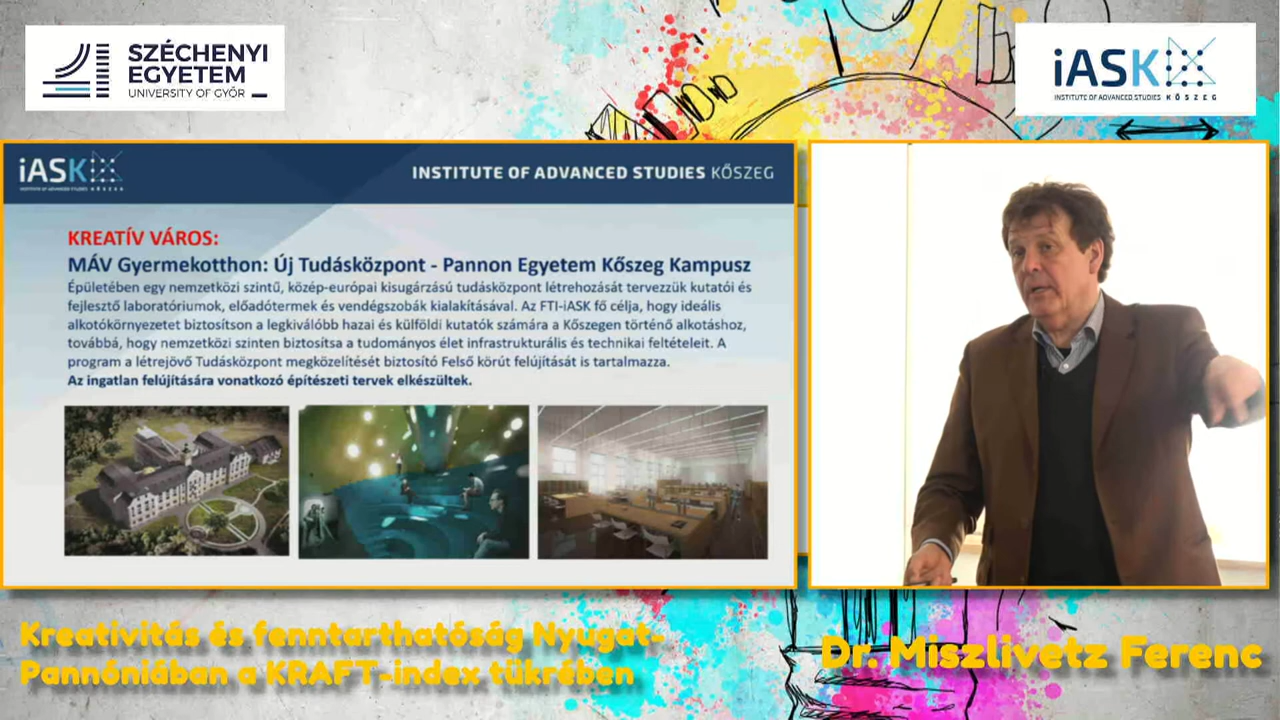 SZÉCHENYI
EGYETEM
UNIVERSITY OF GYŐR
iASK
INSTITUTE OF ADVANCED STUDIES KŐSZEG
iASK
INSTITUTE OF ADVANCED STUDIES KŐSZEG
INSTITUTE OF ADVANCED STUDIES KŐSZEG
KREATÍV VÁROS:
MÁV Gyermekotthon: Új Tudásközpont - Pannon Egyetem Kőszeg Kampusz
Épületében egy nemzetközi szintű, közép-európai kisugárzású tudásközpont létrehozását tervezzük kutatói és
fejlesztő laboratóriumok, előadótermek és vendégszobák kialakításával. Az FTI-iASK fő célja, hogy ideális
alkotókörnyezetet biztosítson a legkiválóbb hazai és külföldi kutatók számára a Kőszegen történő alkotáshoz,
továbbá, hogy nemzetközi szinten biztosítsa a tudományos élet infrastrukturális és technikai feltételeit. A
program a létrejövő Tudásközpont megközelítését biztosító Felső körút felújítását is tartalmazza.
Az ingatlan felújítására vonatkozó építészeti tervek elkészültek.
Kreativitás és fenntarthatóság Nyugat-
Pannóniában a KRAFT-index tükrében
Dr. Miszlivetz Ferenc